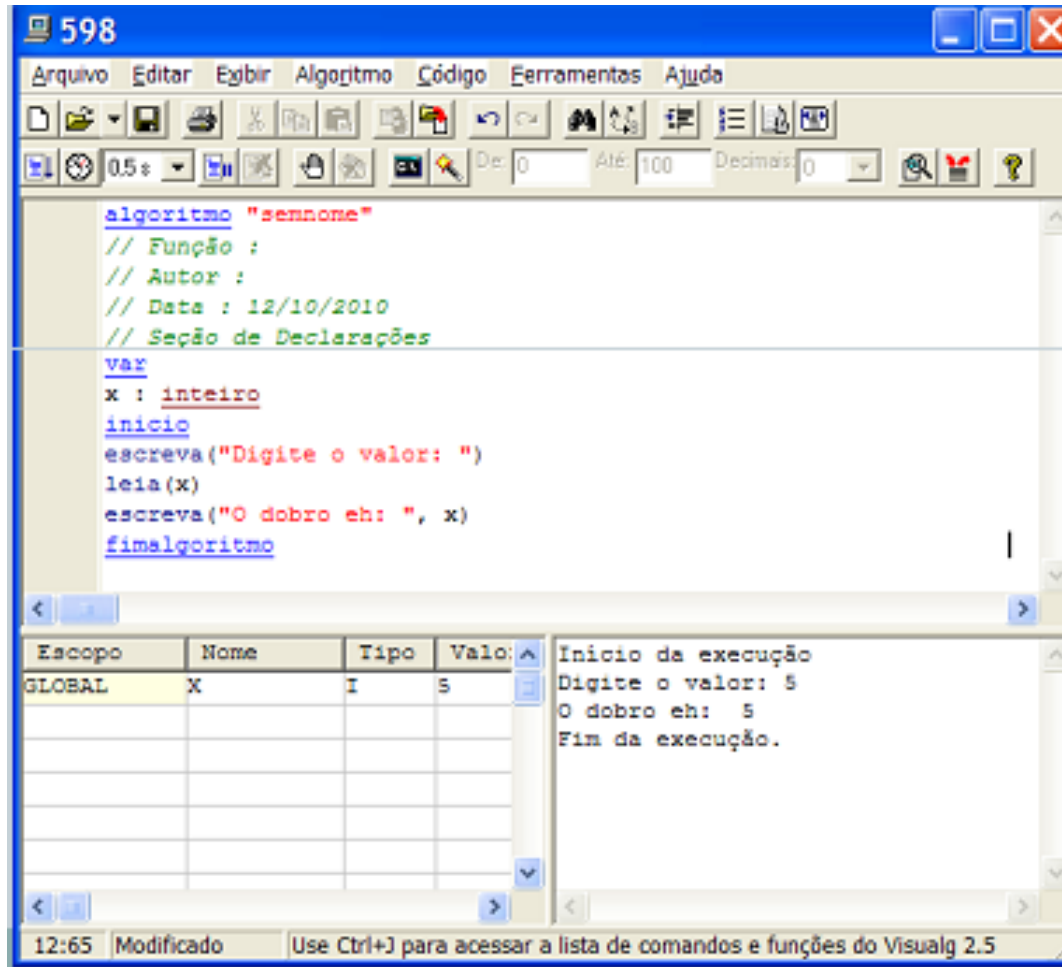 598
Arquivo Editar Exibir Algoritmo Código Ferramentas Ajuda
0.5 s De: 0 Até: 100 Decimais: 0
algoritmo "semnome"
// Função :
// Autor :
// Data : 12/10/2010
// Seção de Declarações
var
x : inteiro
inicio
escreva("Digite o valor: ")
leia(x)
escreva("O dobro eh: ", x)
fimalgoritmo
Escopo Nome Tipo Valo
GLOBAL X I 5
Início da execução
Digite o valor: 5
O dobro eh:  5
Fim da execução.
12:65 Modificado Use Ctrl+J para acessar a lista de comandos e funções do Visualg 2.5